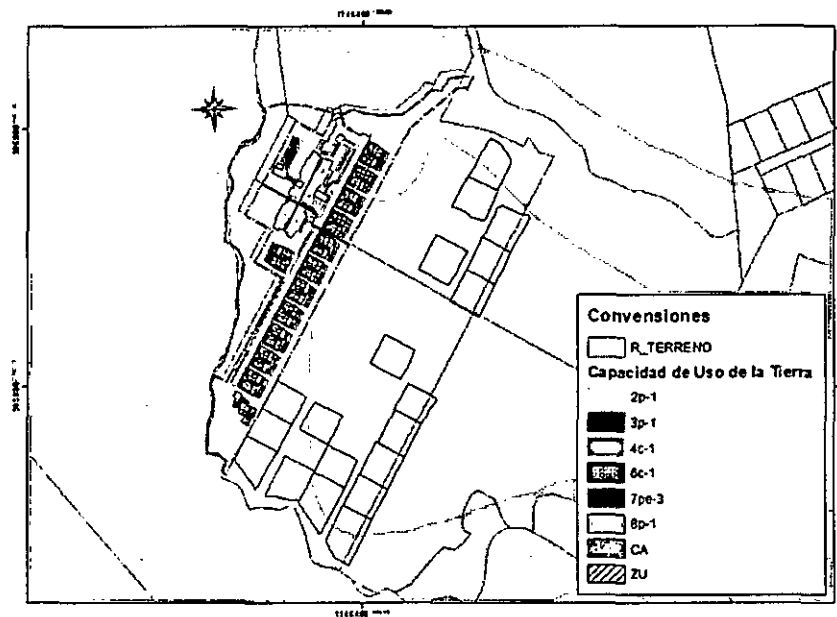 Convensiones
R_TERRENO
Capacidad de Uso de la Tierra
2p-1
3p-1
4c-1
6c-1
7pe-3
8p-1
CA
ZU